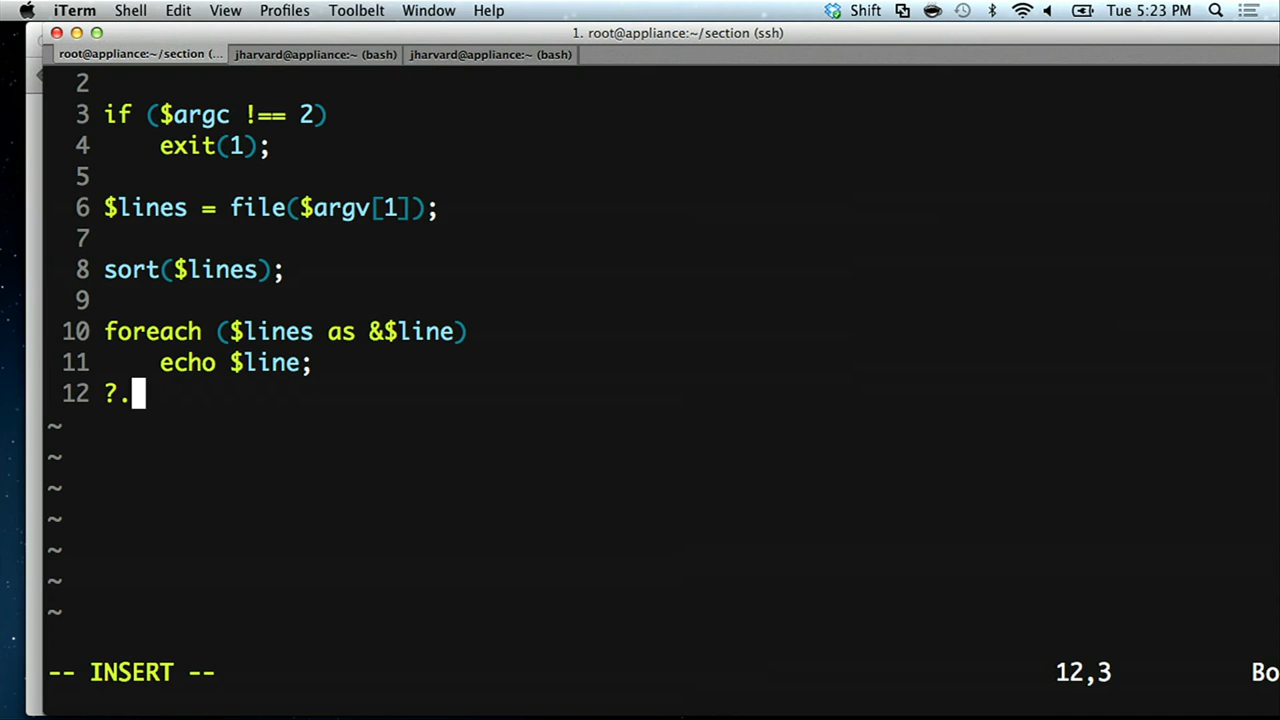 iTerm Shell Edit View Profiles Toolbelt Window Help Shift Tue 5:23 PM
1. root@appliance:~/section (ssh)
root@appliance:~/section (... jharvard@appliance:~ (bash) jharvard@appliance:~ (bash)
2
3 if ($argc !== 2)
4 exit(1);
5
6 $lines = file($argv[1]);
7
8 sort($lines);
9
10 foreach ($lines as &$line)
11 echo $line;
12 ?.
~
~
~
~
~
~
~
-- INSERT -- 12,3 Bo